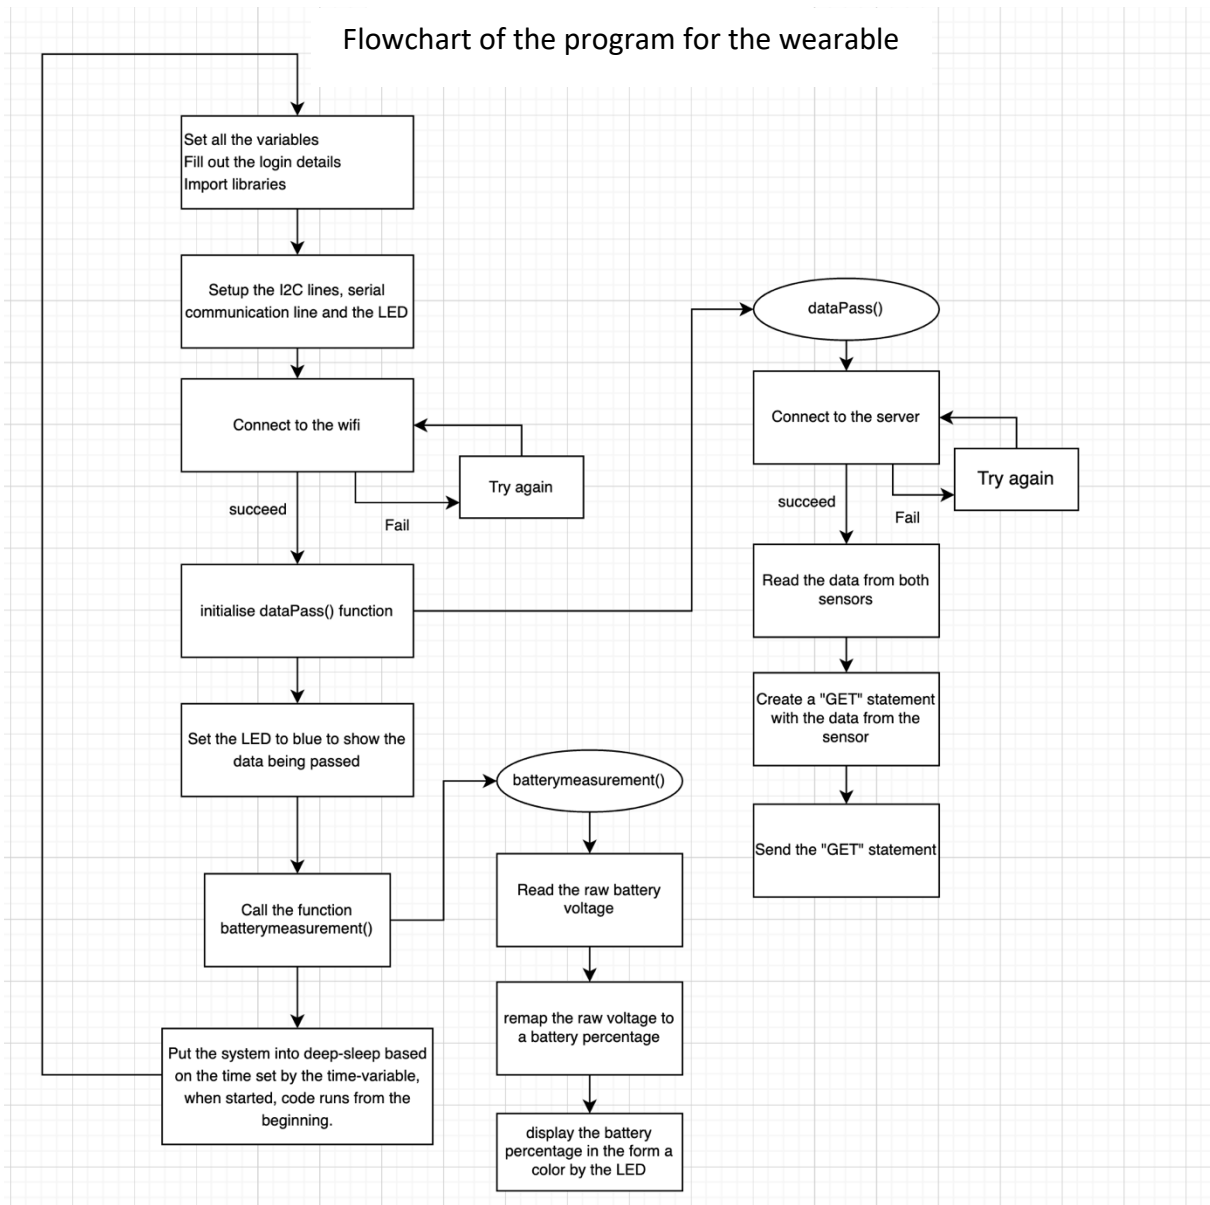 Flowchart of the program for the wearable
Set all the variables
Fill out the login details
Import libraries
Setup the I2C lines, serial
communication line and the LED
Connect to the wifi
Try again
succeed
Fail
initialise dataPass() function
Set the LED to blue to show the
data being passed
Call the function
batterymeasurement()
Put the system into deep-sleep based
on the time set by the time-variable,
when started, code runs from the
beginning.
batterymeasurement()
Read the raw battery
voltage
remap the raw voltage to
a battery percentage
display the battery
percentage in the form a
color by the LED
dataPass()
Connect to the server
Try again
succeed
Fail
Read the data from both
sensors
Create a "GET" statement
with the data from the
sensor
Send the "GET" statement